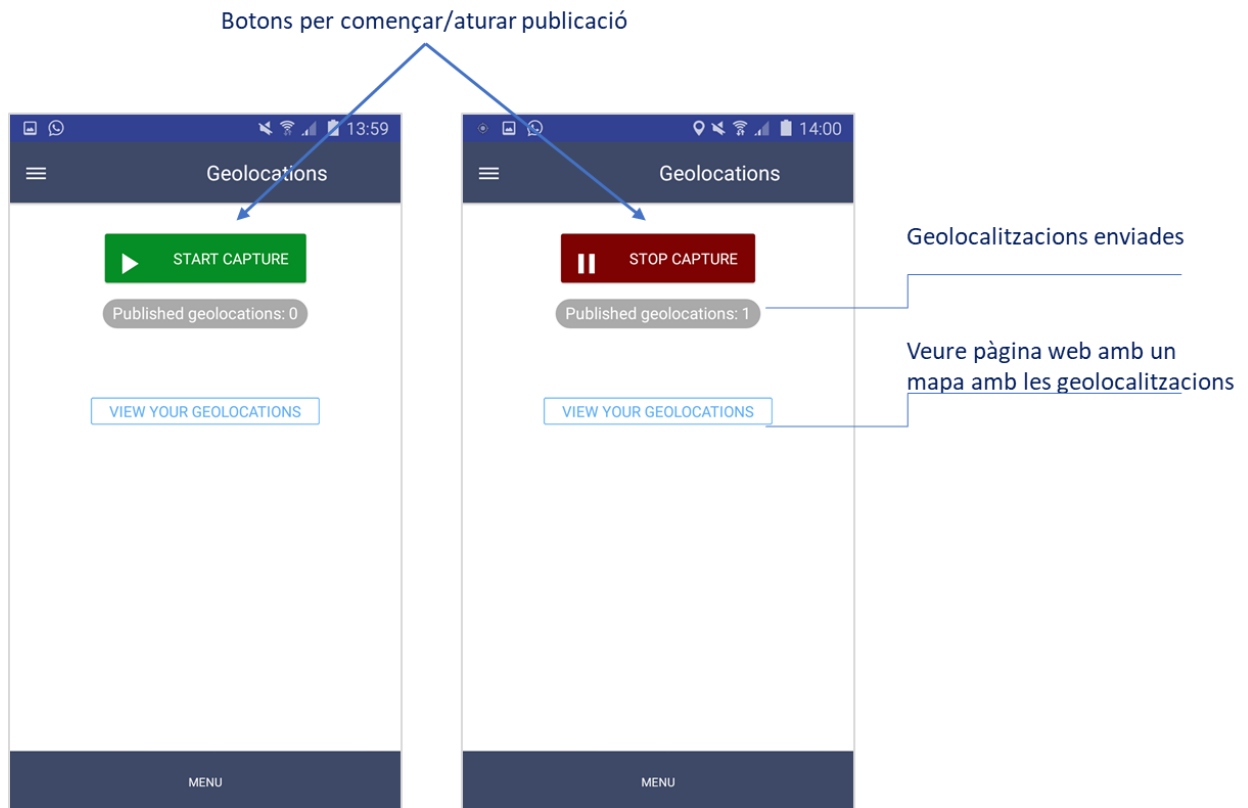 Botons per començar/aturar publicació
13:59
Geolocations
START CAPTURE
Published geolocations: 0
VIEW YOUR GEOLOCATIONS
MENU
14:00
Geolocations
STOP CAPTURE
Published geolocations: 1
VIEW YOUR GEOLOCATIONS
MENU
Geolocalitzacions enviades
Veure pàgina web amb un
mapa amb les geolocalitzacions